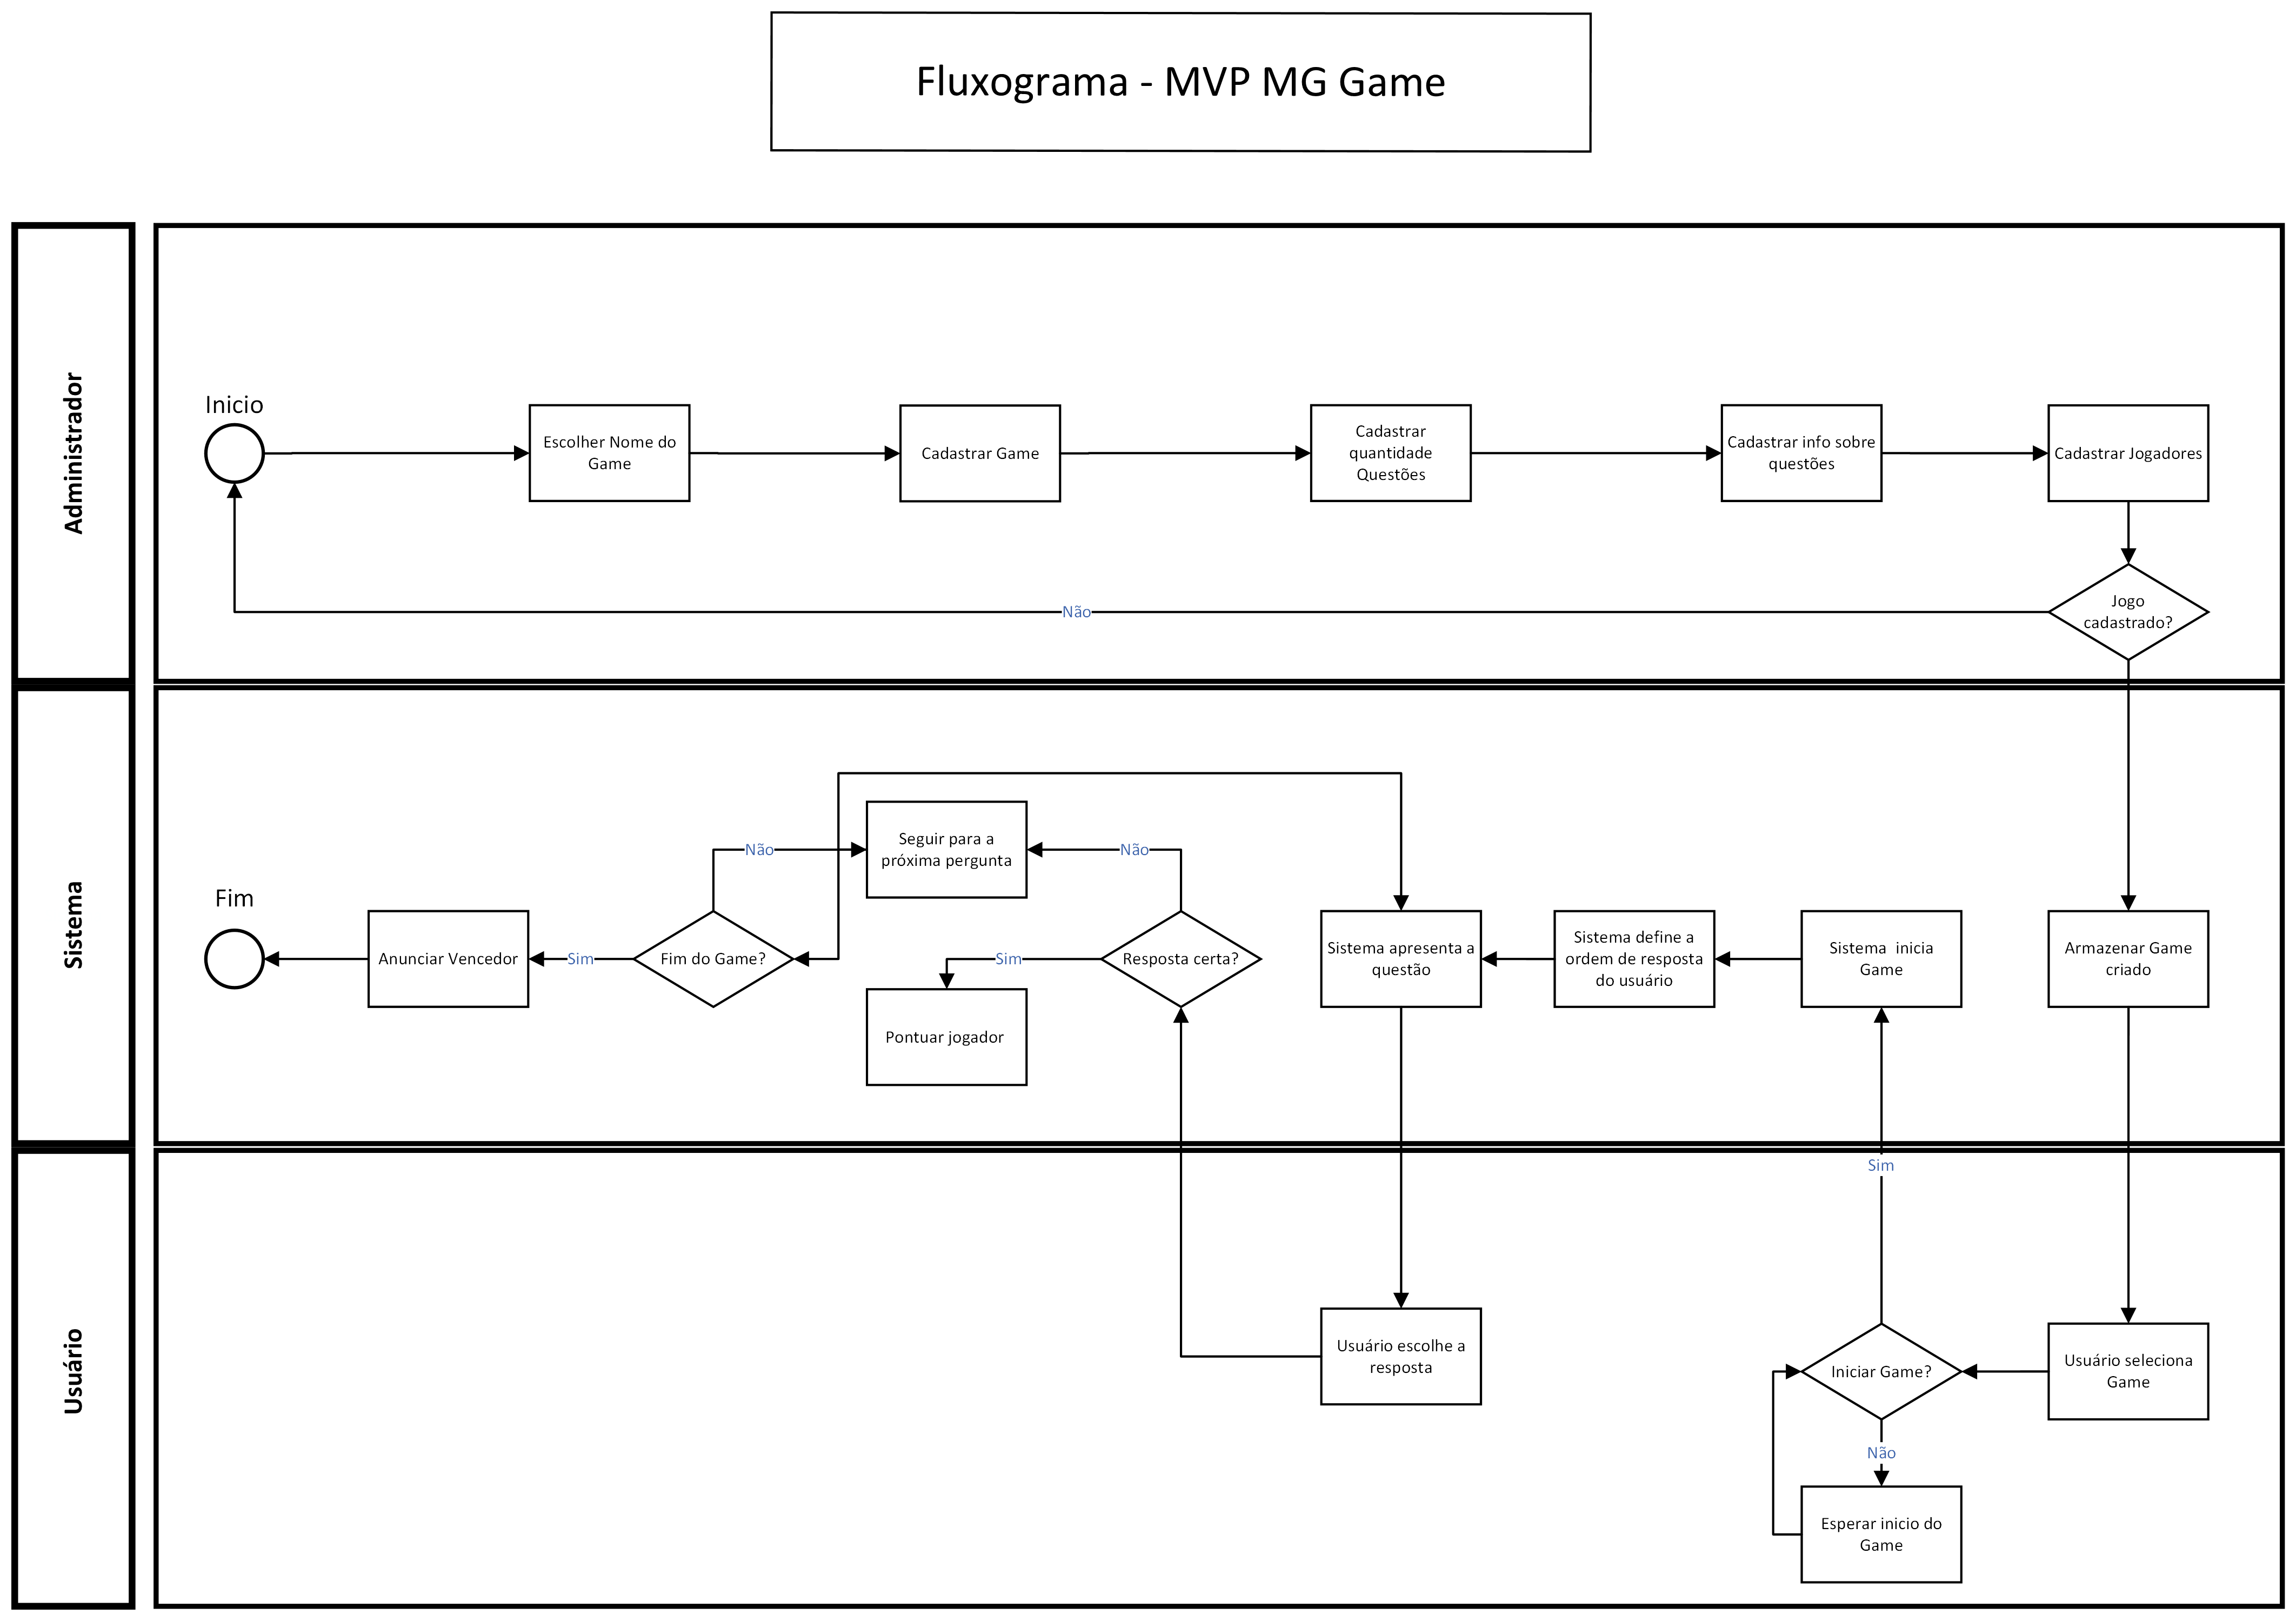 Fluxograma - MVP MG Game
Administrador
Inicio
Escolher Nome do
Game
Cadastrar Game
Cadastrar
quantidade
Questões
Cadastrar info sobre
questões
Cadastrar Jogadores
Jogo
cadastrado?
Não
Sistema
Fim
Anunciar Vencedor
Sim
Fim do Game?
Não
Seguir para a
próxima pergunta
Não
Sim
Pontuar jogador
Resposta certa?
Sistema apresenta a
questão
Sistema define a
ordem de resposta
do usuário
Sistema  inicia
Game
Armazenar Game
criado
Usuário
Sim
Usuário escolhe a
resposta
Iniciar Game?
Usuário seleciona
Game
Não
Esperar inicio do
Game